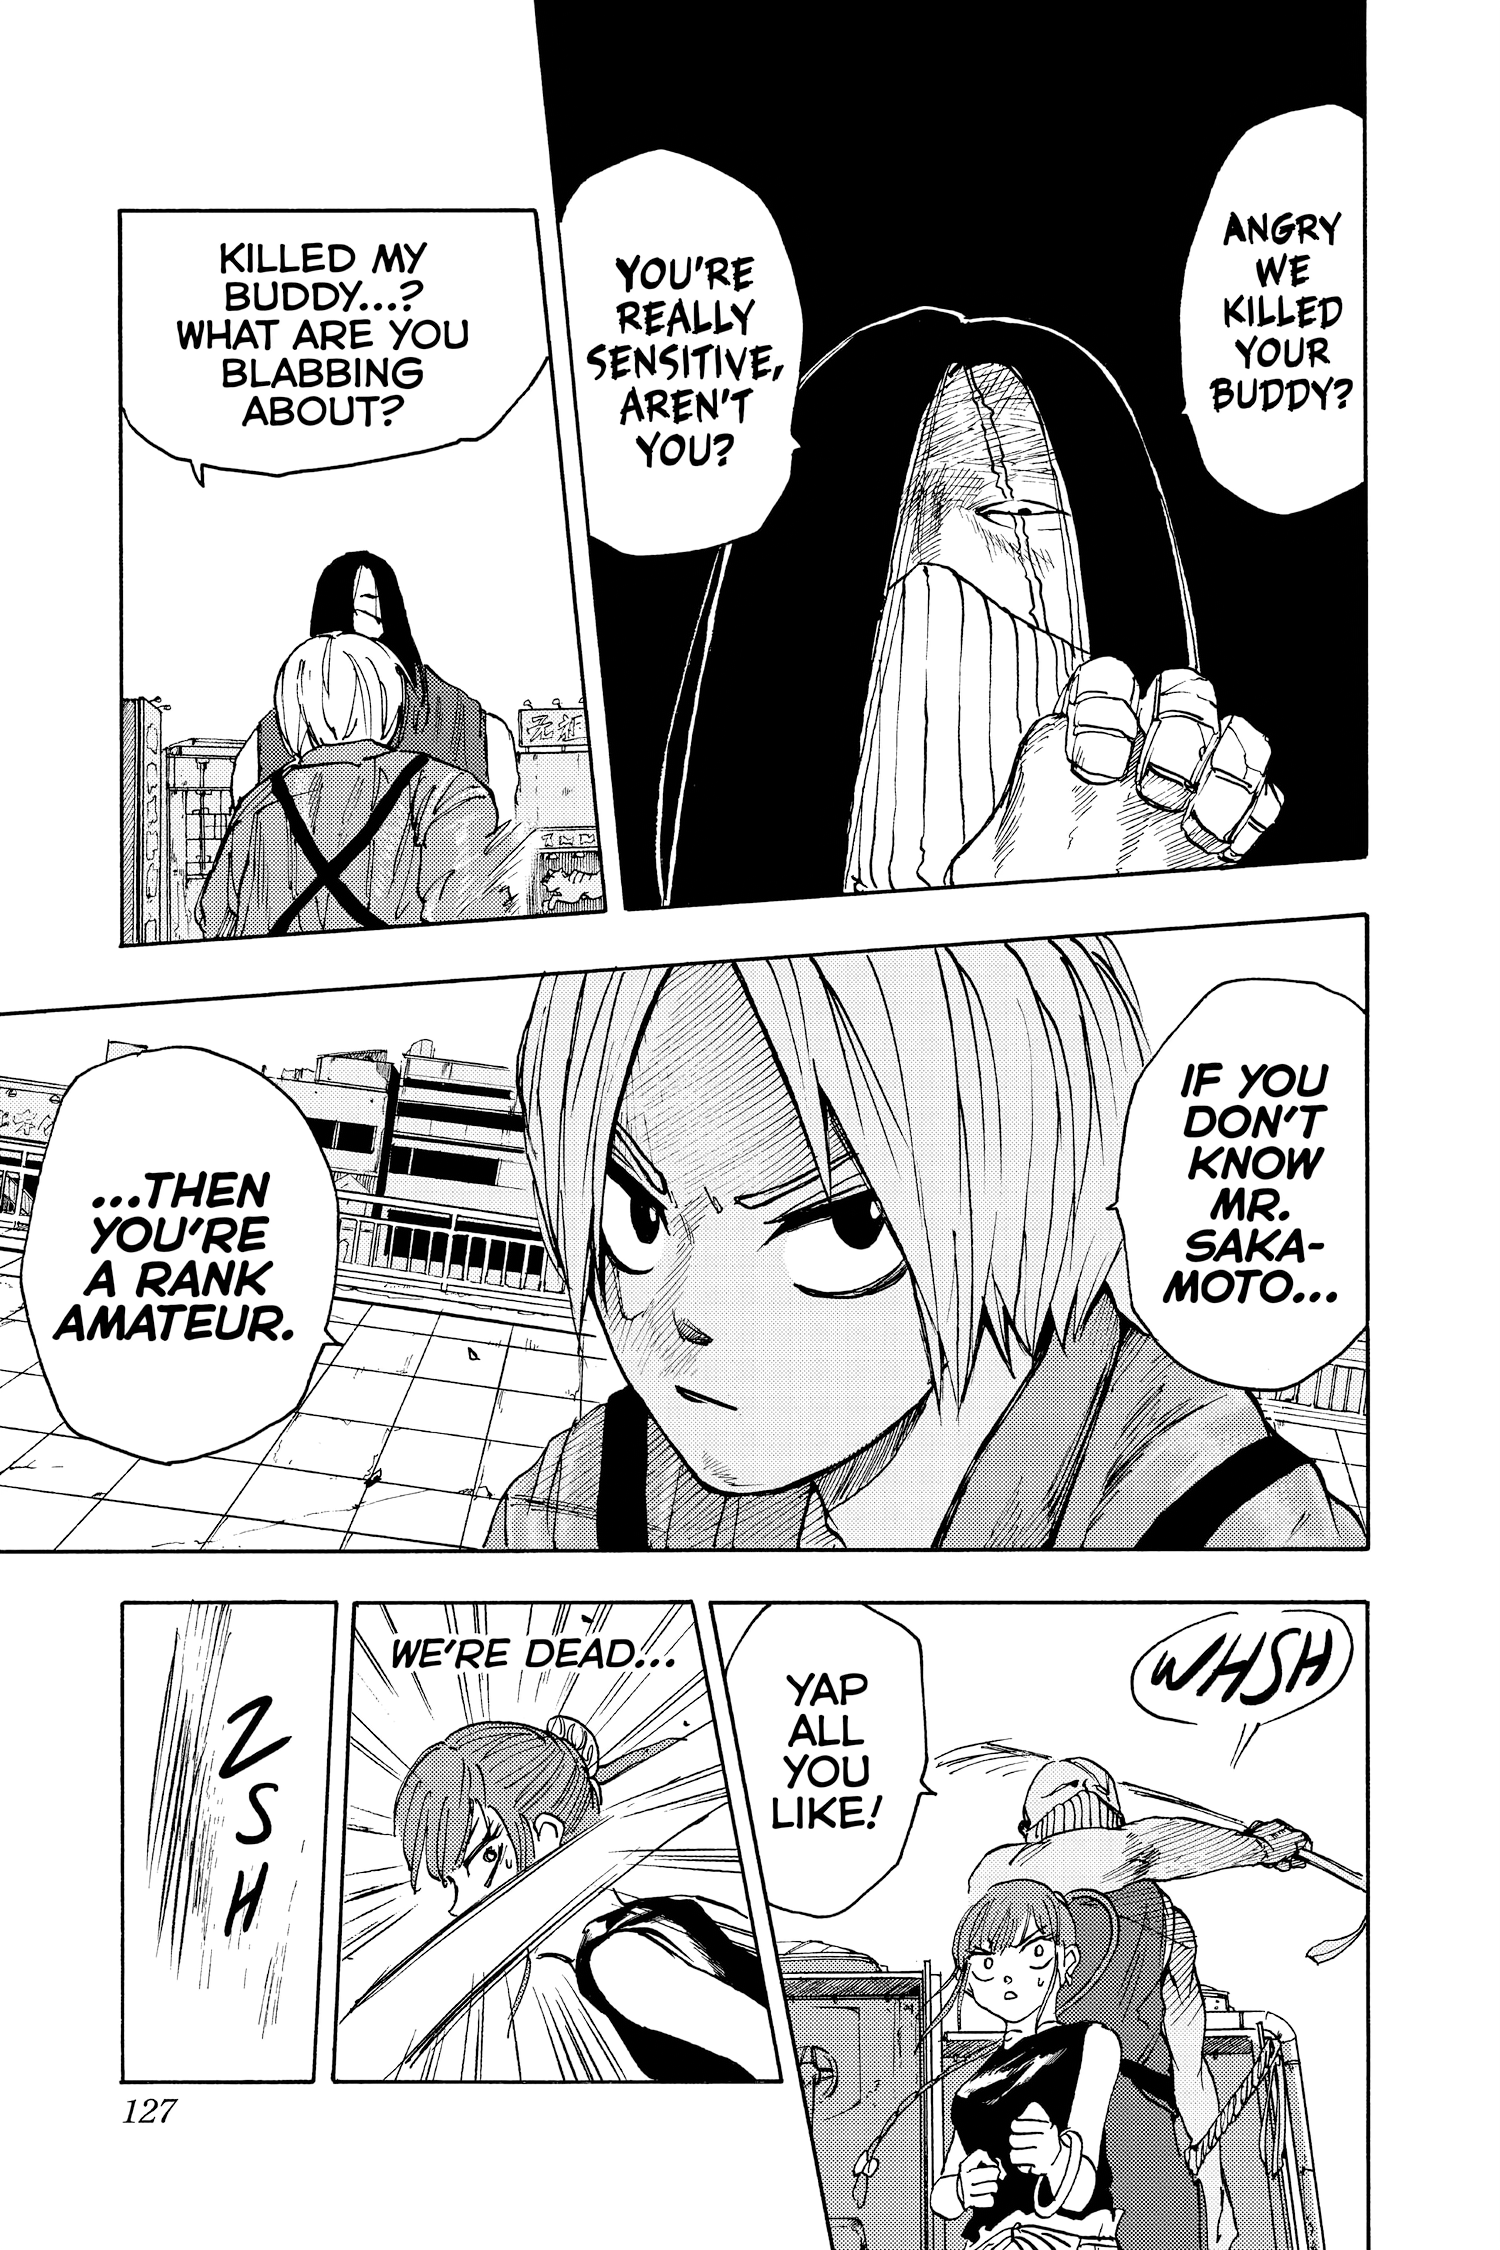 ANGRY
WE
KILLED
YOUR
BUDDY?
YOU'RE
REALLY
SENSITIVE,
AREN'T
YOU?
KILLED MY
BUDDY...?
WHAT ARE YOU
BLABBING
ABOUT?
IF YOU
DON'T
KNOW
MR.
SAKA-
MOTO...
...THEN
YOU'RE
A RANK
AMATEUR.
WHSH
YAP
ALL
YOU
LIKE!
WE'RE DEAD...
ZSH
127